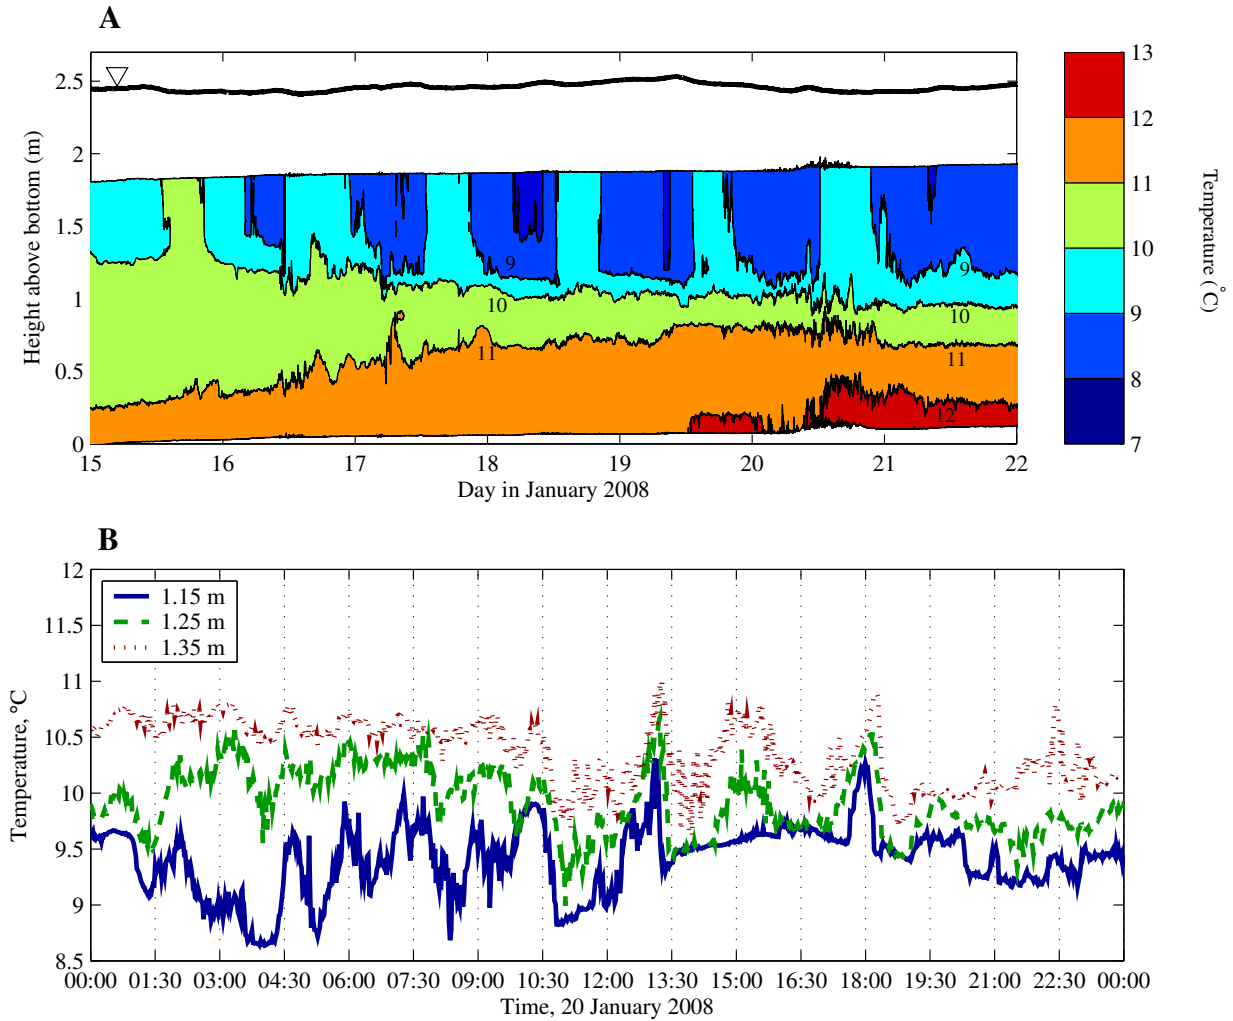 A
2.5
2
1.5
1
0.5
0
Height above bottom (m)
9
10
11
9
10
11
12
15 16 17 18 19 20 21 22
Day in January 2008
13
12
11
10
9
8
7
Temperature (°C)
B
12
11.5
11
10.5
10
9.5
9
8.5
Temperature, °C
1.15 m
1.25 m
1.35 m
00:00 01:30 03:00 04:30 06:00 07:30 09:00 10:30 12:00 13:30 15:00 16:30 18:00 19:30 21:00 22:30 00:00
Time, 20 January 2008